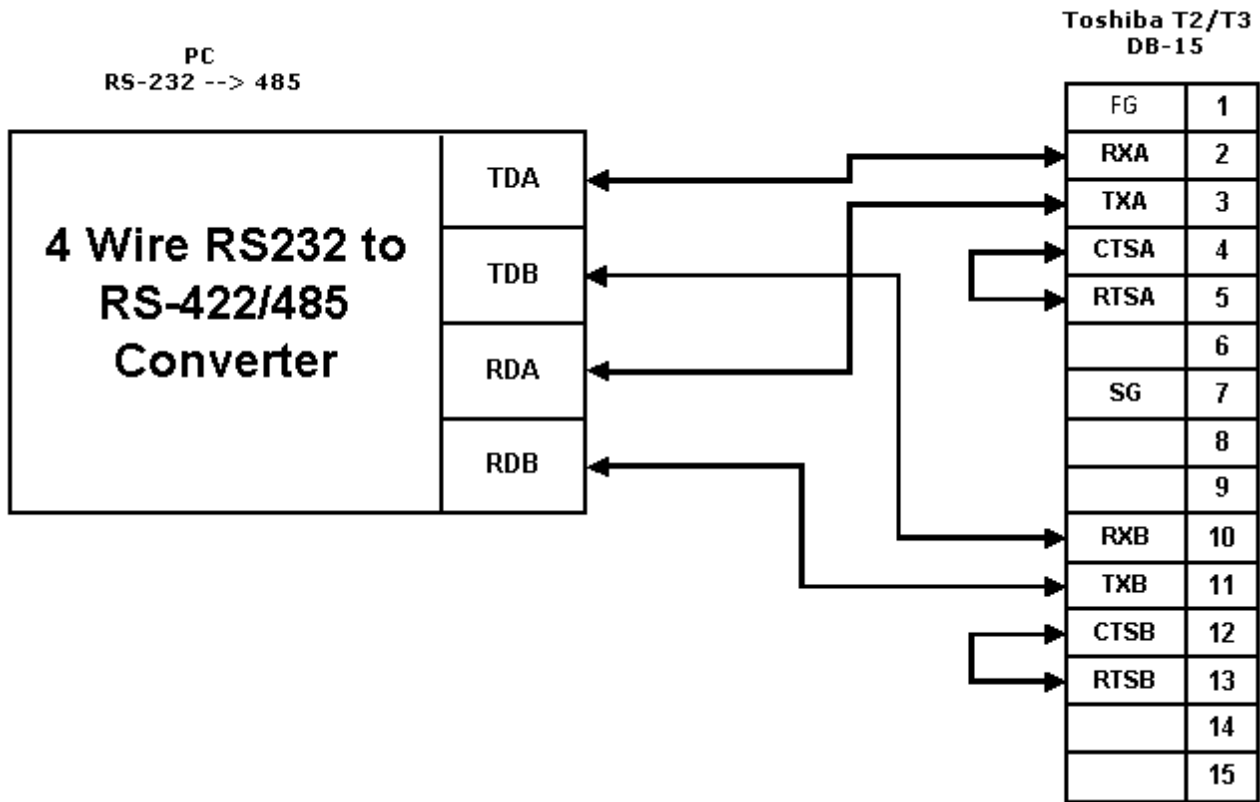 Toshiba T2/T3
DB-15
PC
RS-232 --> 485
4 Wire RS232 to
RS-422/485
Converter
TDA
TDB
RDA
RDB
FG 1
RXA 2
TXA 3
CTSA 4
RTSA 5
6
SG 7
8
9
RXB 10
TXB 11
CTSB 12
RTSB 13
14
15